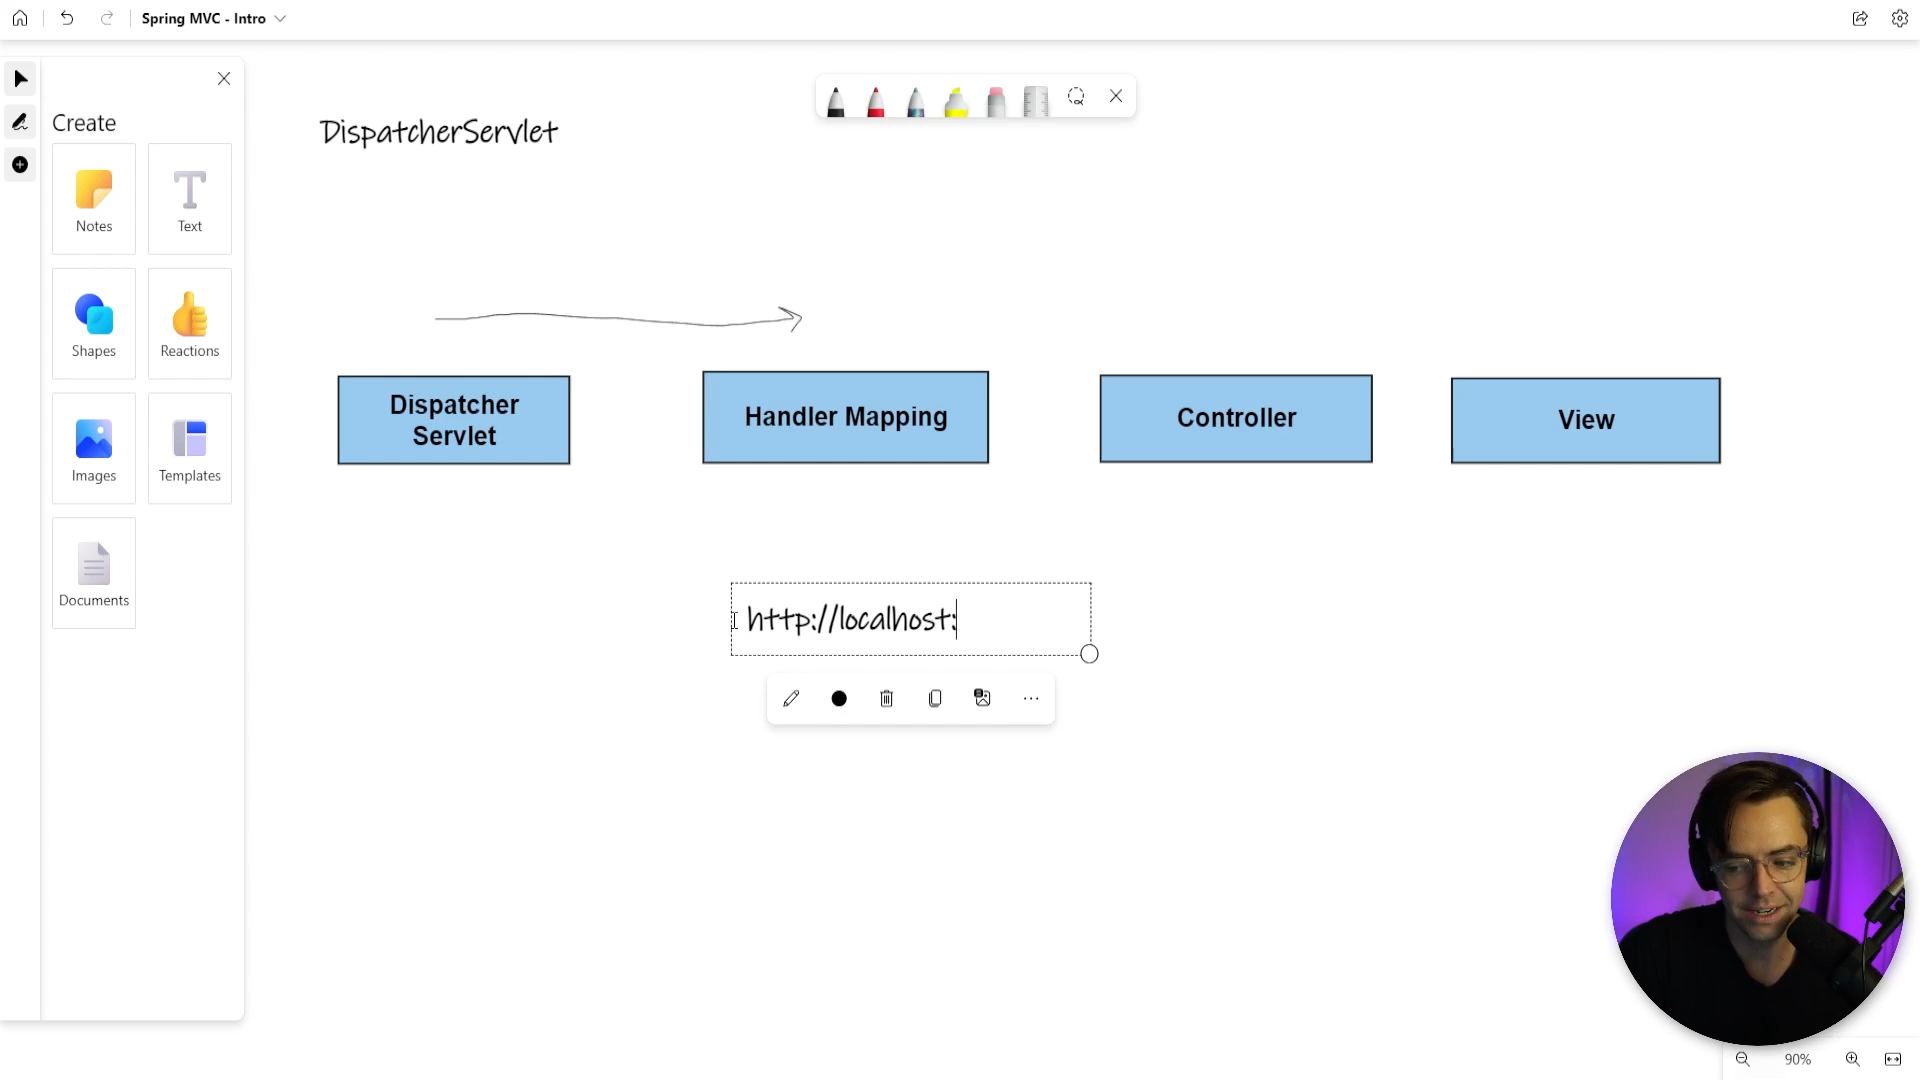 Spring MVC - Intro
Create
Notes
Text
Shapes
Reactions
Images
Templates
Documents
DispatcherServlet
Dispatcher
Servlet
Handler Mapping
Controller
View
http://localhost:
90%